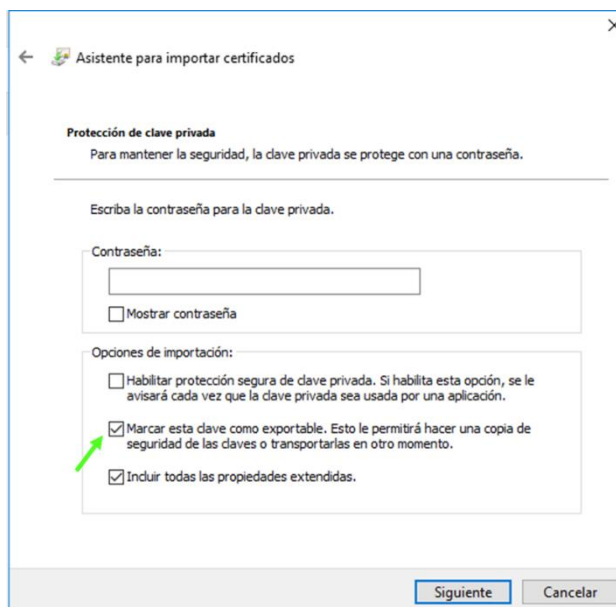 Asistente para importar certificados
Protección de clave privada
Para mantener la seguridad, la clave privada se protege con una contraseña.
Escriba la contraseña para la clave privada.
Contraseña:
Mostrar contraseña
Opciones de importación:
Habilitar protección segura de clave privada. Si habilita esta opción, se le
avisará cada vez que la clave privada sea usada por una aplicación.
Marcar esta clave como exportable. Esto le permitirá hacer una copia de
seguridad de las claves o transportarlas en otro momento.
Incluir todas las propiedades extendidas.
Siguiente
Cancelar